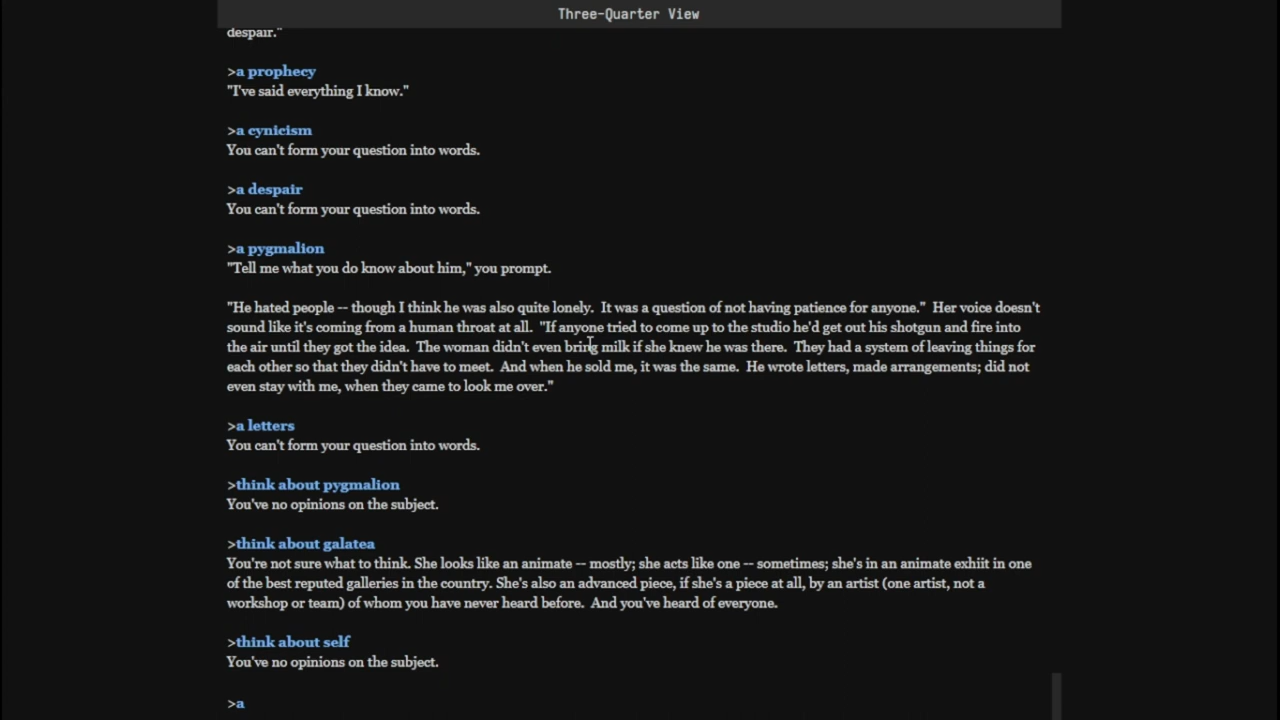 Three-Quarter View
despair."
>a prophecy
"I've said everything I know."
>a cynicism
You can't form your question into words.
>a despair
You can't form your question into words.
>a pygmalion
"Tell me what you do know about him," you prompt.
"He hated people -- though I think he was also quite lonely.  It was a question of not having patience for anyone."  Her voice doesn't
sound like it's coming from a human throat at all.  "If anyone tried to come up to the studio he'd get out his shotgun and fire into
the air until they got the idea.  The woman didn't even bring milk if she knew he was there.  They had a system of leaving things for
each other so that they didn't have to meet.  And when he sold me, it was the same.  He wrote letters, made arrangements; did not
even stay with me, when they came to look me over."
>a letters
You can't form your question into words.
>think about pygmalion
You've no opinions on the subject.
>think about galatea
You're not sure what to think. She looks like an animate -- mostly; she acts like one -- sometimes; she's in an animate exhiit in one
of the best reputed galleries in the country. She's also an advanced piece, if she's a piece at all, by an artist (one artist, not a
workshop or team) of whom you have never heard before.  And you've heard of everyone.
>think about self
You've no opinions on the subject.
>a